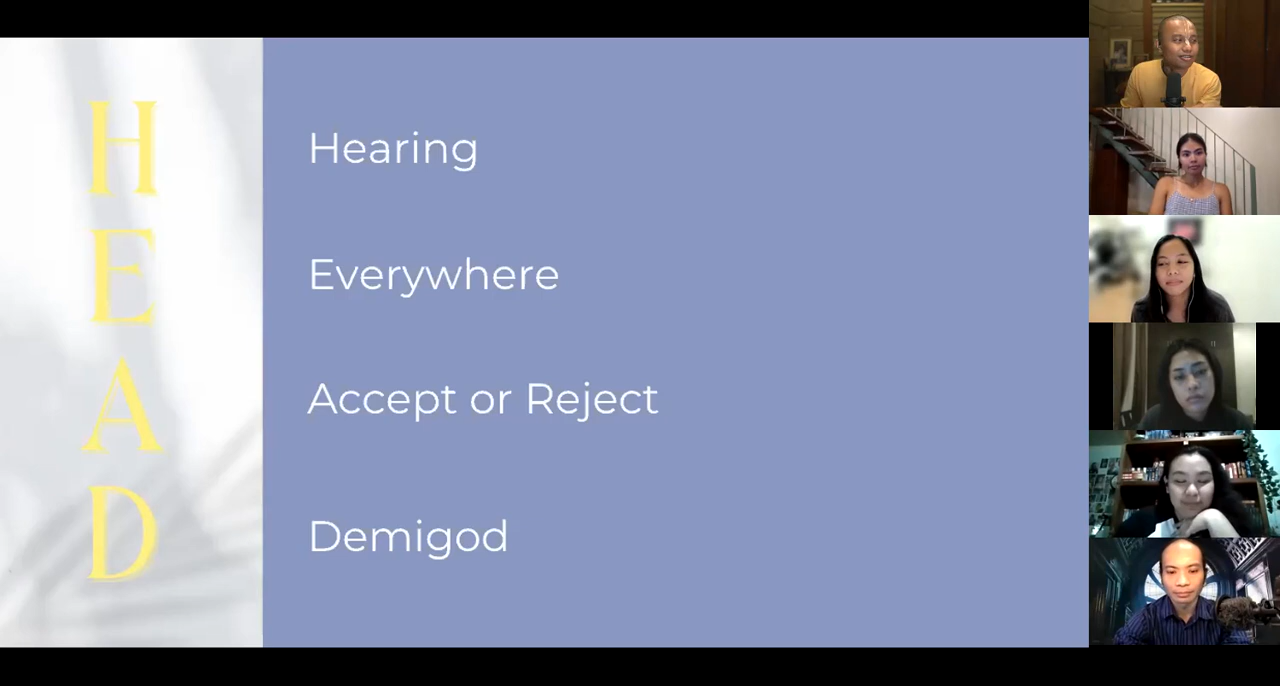 H
E
A
D
Hearing
Everywhere
Accept or Reject
Demigod